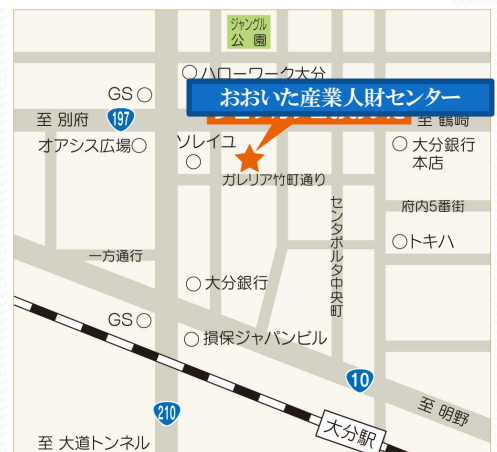 ジャングル
公園
ハローワーク大分
GS
おおいた産業人財センター
至 別府
197
至 鶴崎
オアシス広場
ソレイユ
大分銀行
本店
ガレリア竹町通り
センタポルタ中央町
府内5番街
トキハ
一方通行
大分銀行
GS
損保ジャパンビル
10
210
至 明野
大分駅
至 大道トンネル